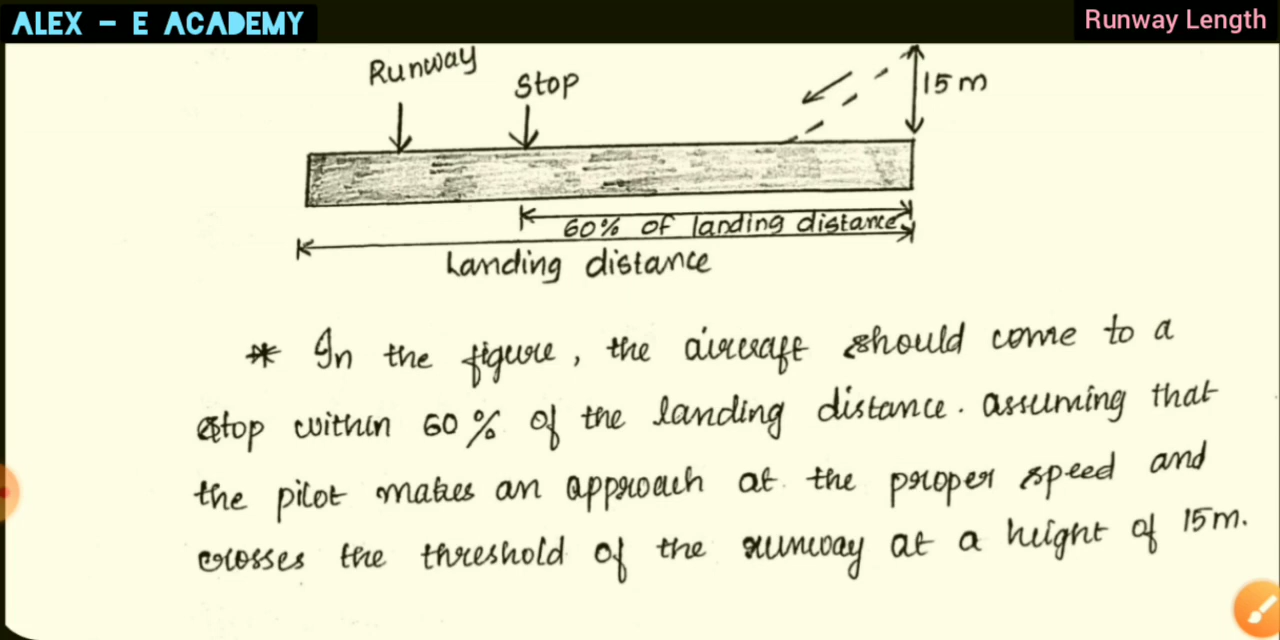 ALEX - E ACADEMY
Runway Length
Runway
Stop
15 m
60% of landing distance
Landing distance
* In the figure, the aircraft should come to a
stop within 60% of the landing distance. assuming that
the pilot makes an approach at the proper speed and
crosses the threshold of the runway at a height of 15m.